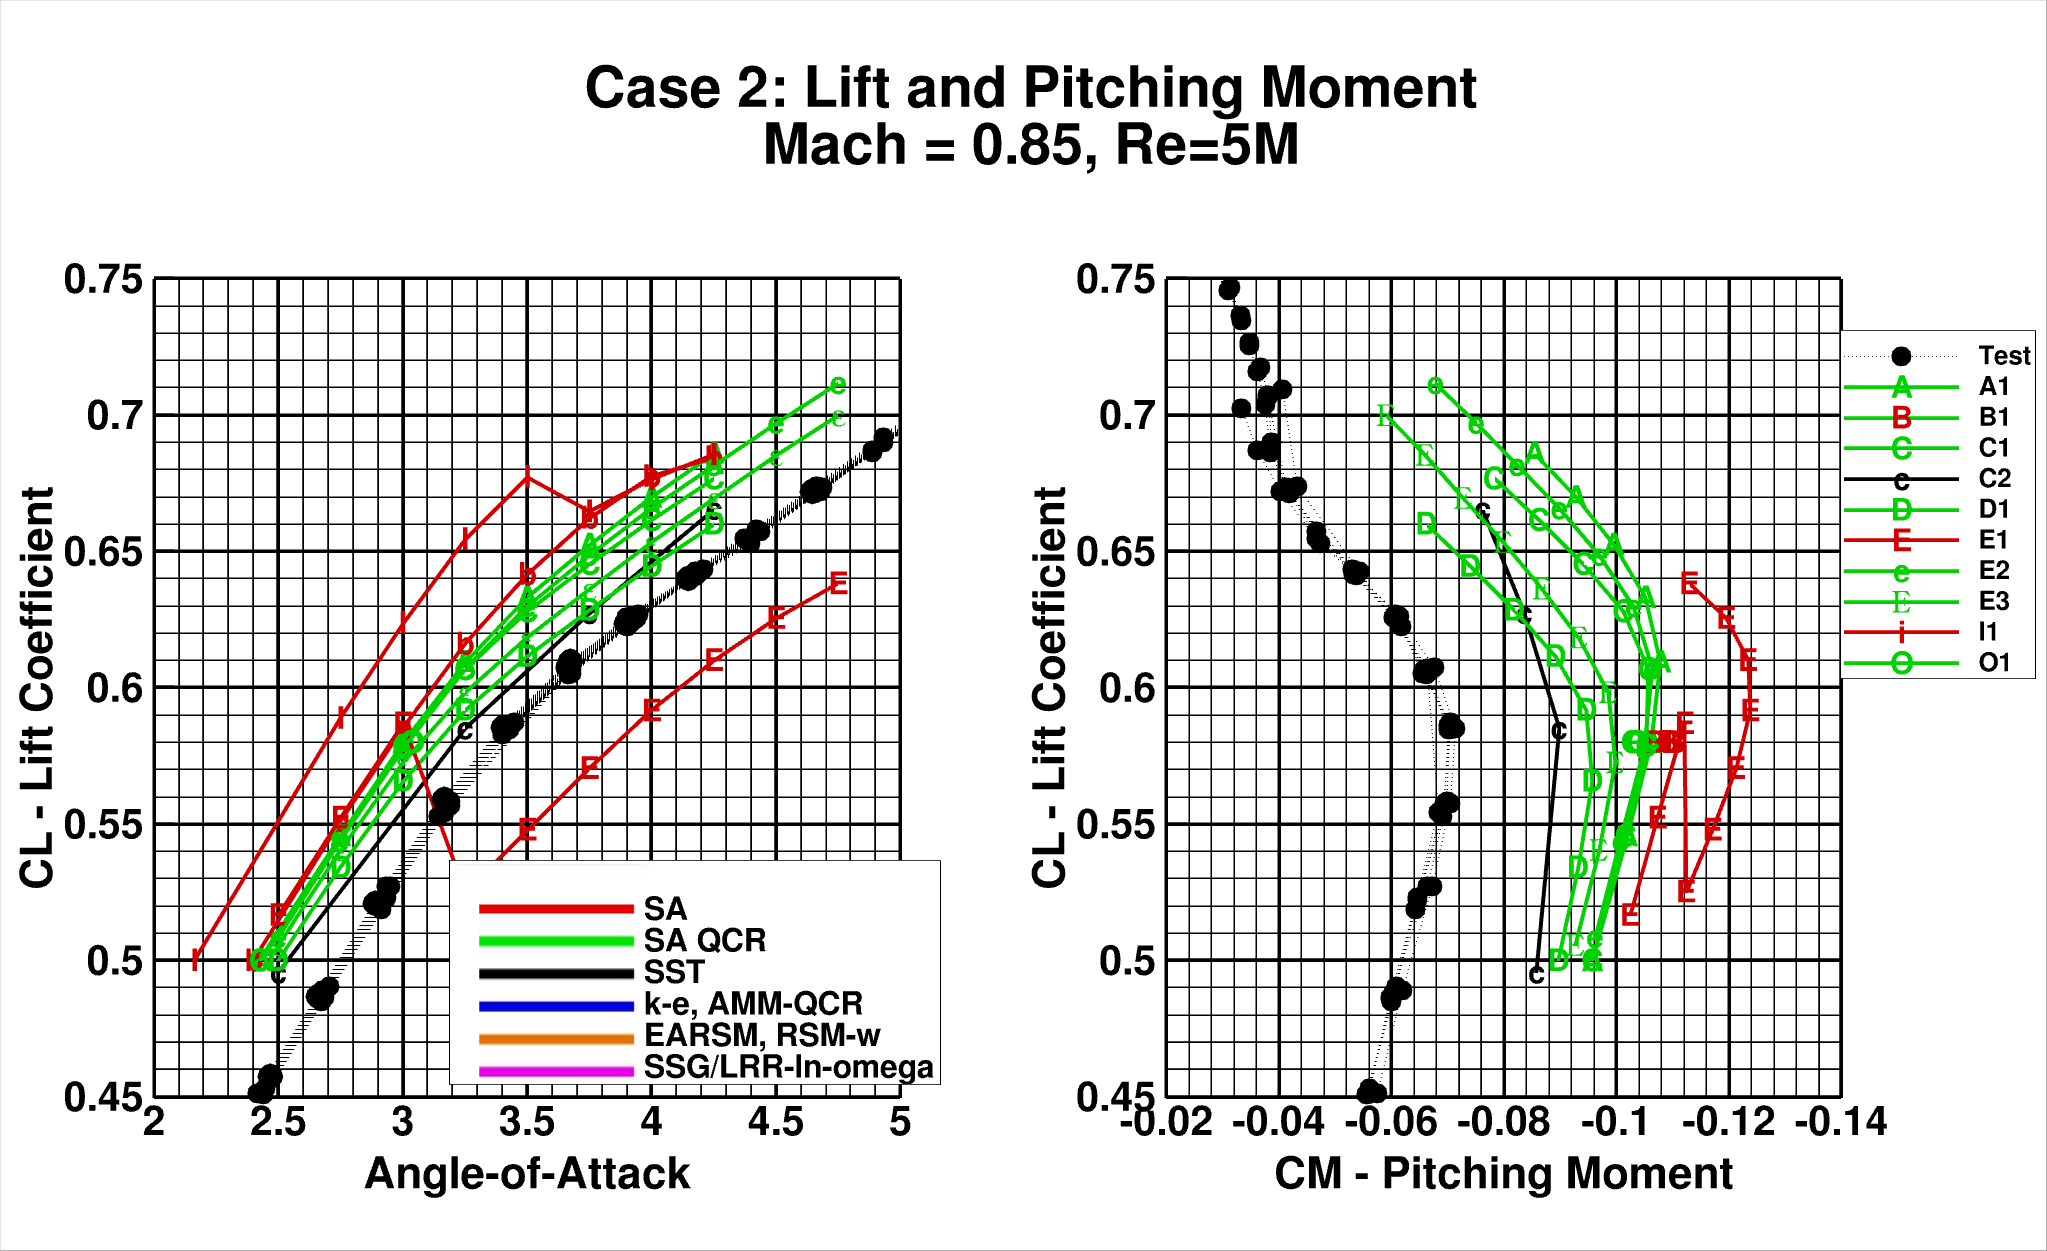 Case 2: Lift and Pitching Moment
Mach = 0.85, Re=5M
CL - Lift Coefficient
0.75
0.7
0.65
0.6
0.55
0.5
0.45
2
2.5
3
3.5
4
4.5
5
Angle-of-Attack
SA
SA QCR
SST
k-e, AMM-QCR
EARSM, RSM-w
SSG/LRR-ln-omega
CL - Lift Coefficient
0.75
0.7
0.65
0.6
0.55
0.5
0.45
-0.02
-0.04
-0.06
-0.08
-0.1
-0.12
-0.14
CM - Pitching Moment
Test
A A1
B B1
C C1
c C2
D D1
E E1
e E2
E E3
i I1
O O1